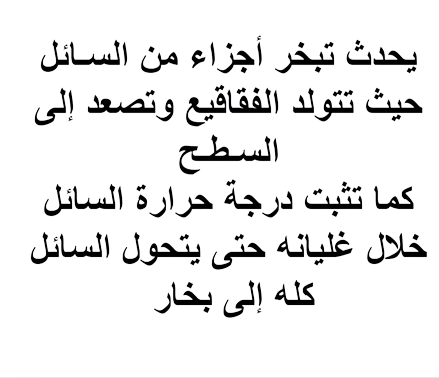 يحدث تبخر أجزاء من السائل
حيث تتولد الفقاقيع وتصعد إلى
السطح
كما تثبت درجة حرارة السائل
خلال غليانه حتى يتحول السائل
كله إلى بخار